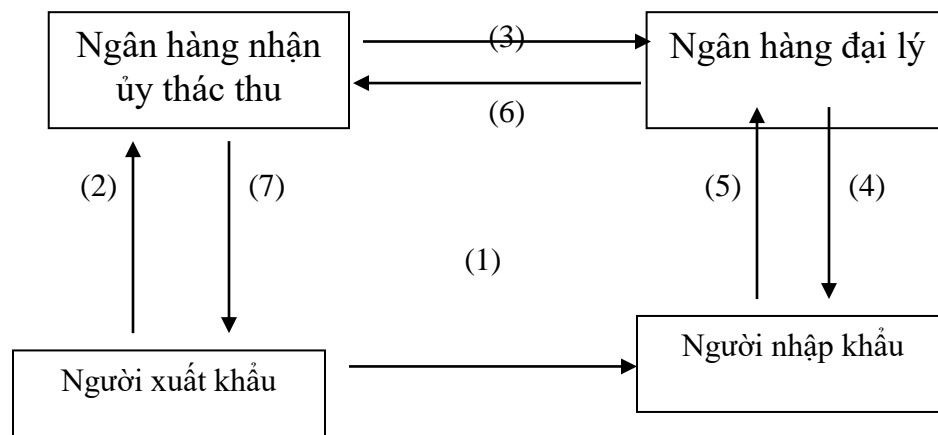 Ngân hàng nhận
ủy thác thu
(3)
Ngân hàng đại lý
(6)
(2)
(7)
(5)
(4)
(1)
Người xuất khẩu
Người nhập khẩu